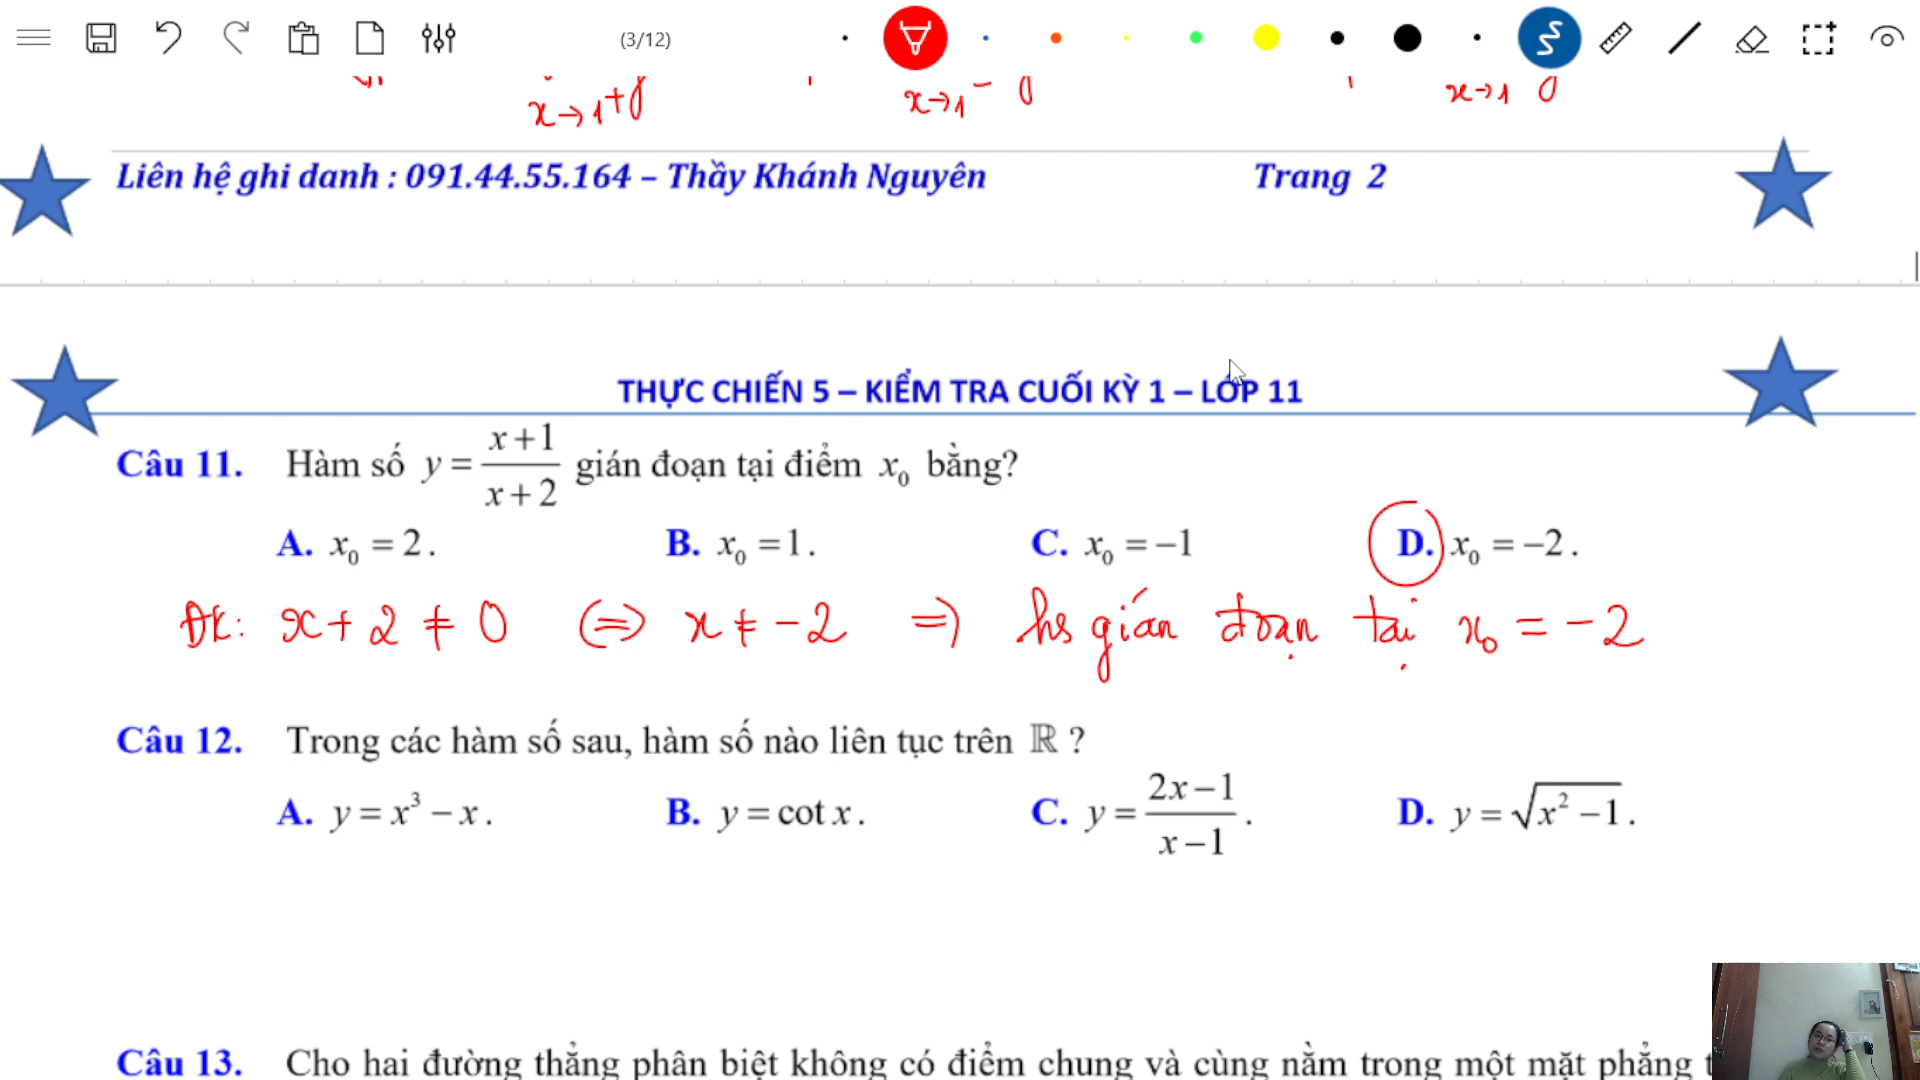 (3/12)
x→1⁺ x→1⁻ x→1
Liên hệ ghi danh : 091.44.55.164 – Thầy Khánh Nguyên Trang 2
THỰC CHIẾN 5 – KIỂM TRA CUỐI KỲ 1 – LỚP 11
Câu 11. Hàm số y = (x+1)/(x+2) gián đoạn tại điểm x₀ bằng?
A. x₀ = 2. B. x₀ = 1. C. x₀ = −1 D. x₀ = −2.
ĐK: x + 2 ≠ 0 (=) x ≠ −2 =) hs gián đoạn tại x₀ = −2
Câu 12. Trong các hàm số sau, hàm số nào liên tục trên ℝ ?
A. y = x³ − x. B. y = cot x. C. y = (2x−1)/(x−1). D. y = √(x² −1).
Câu 13. Cho hai đường thẳng phân biệt không có điểm chung và cùng nằm trong một mặt phẳng